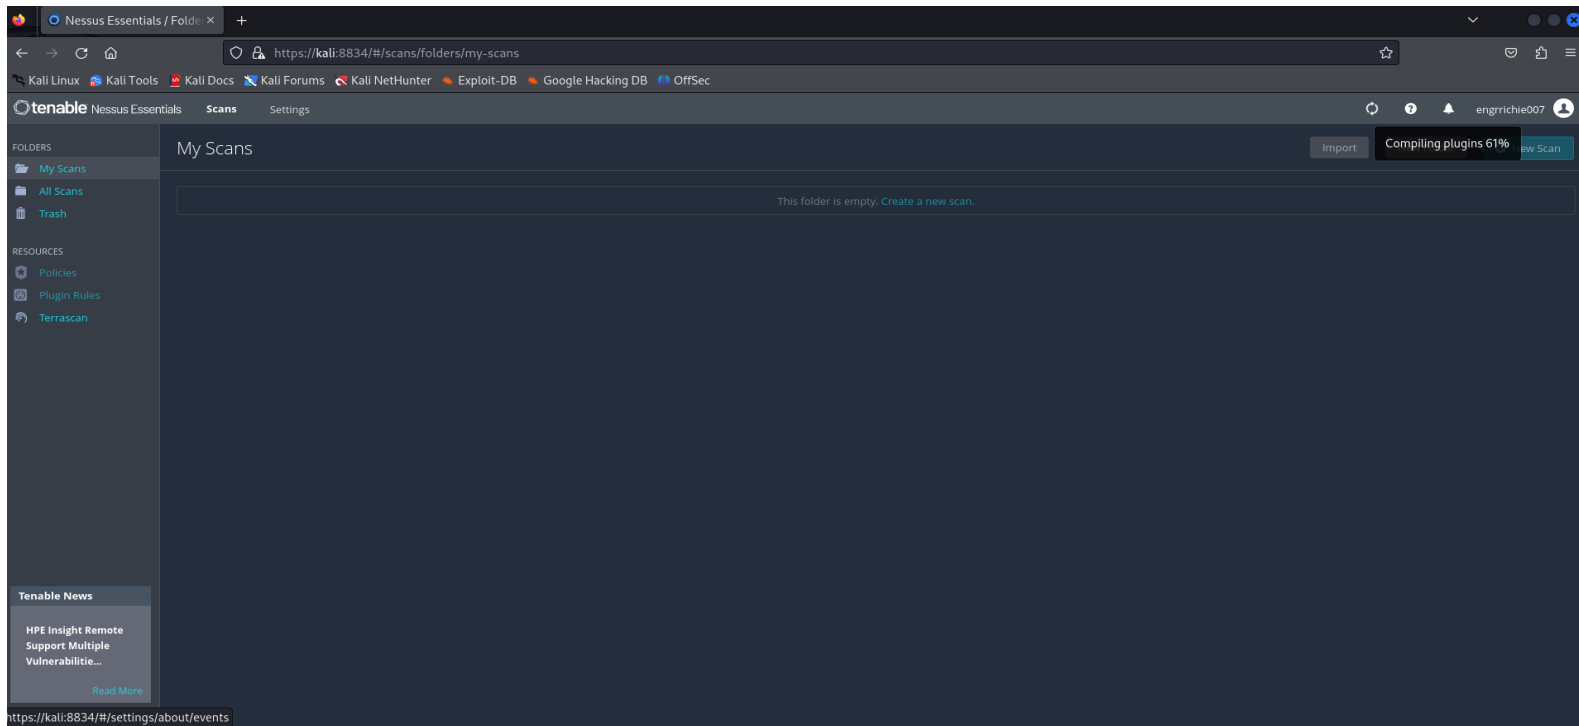 Nessus Essentials / Folde
https://kali:8834/#/scans/folders/my-scans
Kali Linux Kali Tools Kali Docs Kali Forums Kali NetHunter Exploit-DB Google Hacking DB OffSec
tenable Nessus Essentials Scans Settings engrrichie007
FOLDERS
My Scans
All Scans
Trash
RESOURCES
Policies
Plugin Rules
Terrascan
My Scans
Import Compiling plugins 61% ew Scan
This folder is empty. Create a new scan.
Tenable News
HPE Insight Remote
Support Multiple
Vulnerabilitie...
Read More
https://kali:8834/#/settings/about/events